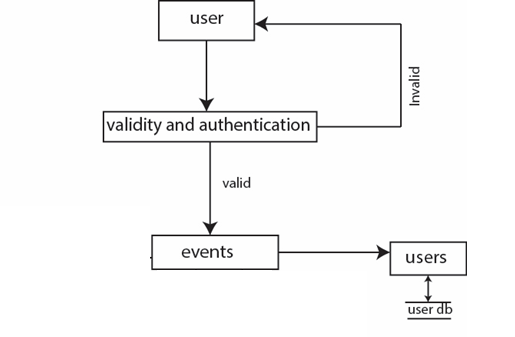 user
Invalid
validity and authentication
valid
events
users
user db